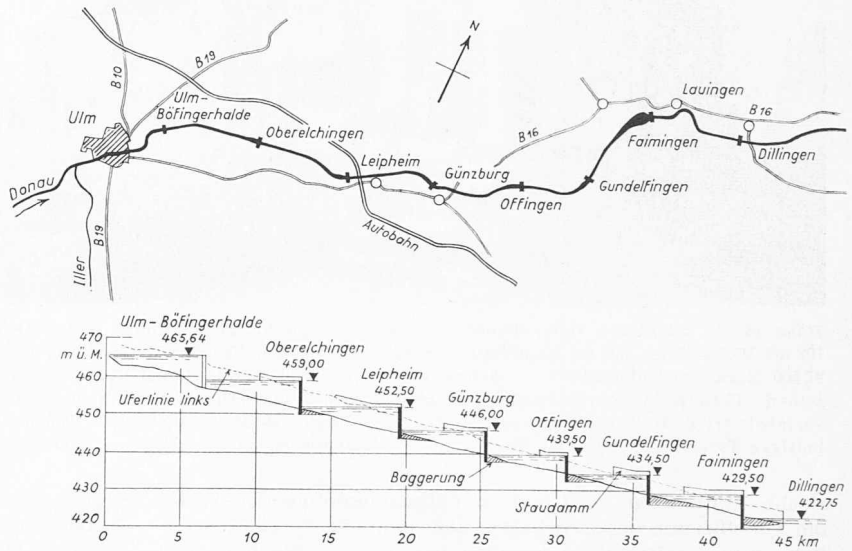 N
B10
B19
Ulm
Ulm-
Böfingerhalde
Oberelchingen
Leipheim
Günzburg
B16
Lauingen
B16
Faimingen
Dillingen
Gundelfingen
Offingen
Autobahn
Donau
Iller
B19
Ulm-Böfingerhalde
465,64
Oberelchingen
459,00
Leipheim
452,50
Günzburg
446,00
Offingen
439,50
Gundelfingen
434,50
Faimingen
429,50
Dillingen
422,75
470
m ü. M.
460
450
440
430
420
Uferlinie links
Baggerung
Staudamm
0 5 10 15 20 25 30 35 40 45 km